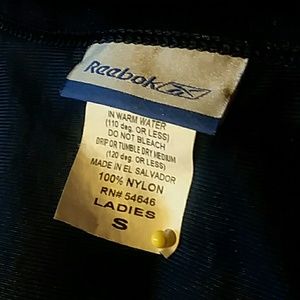 Reebok
IN WARM WATER
(110 deg. OR LESS)
DO NOT BLEACH
DRIP OR TUMBLE DRY MEDIUM
(120 deg. OR LESS)
MADE IN EL SALVADOR
100% NYLON
RN# 54646
LADIES
S